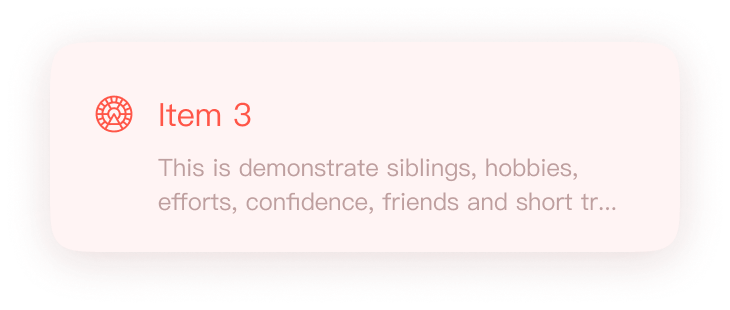 Item 3
This is demonstrate siblings, hobbies,
efforts, confidence, friends and short tr...